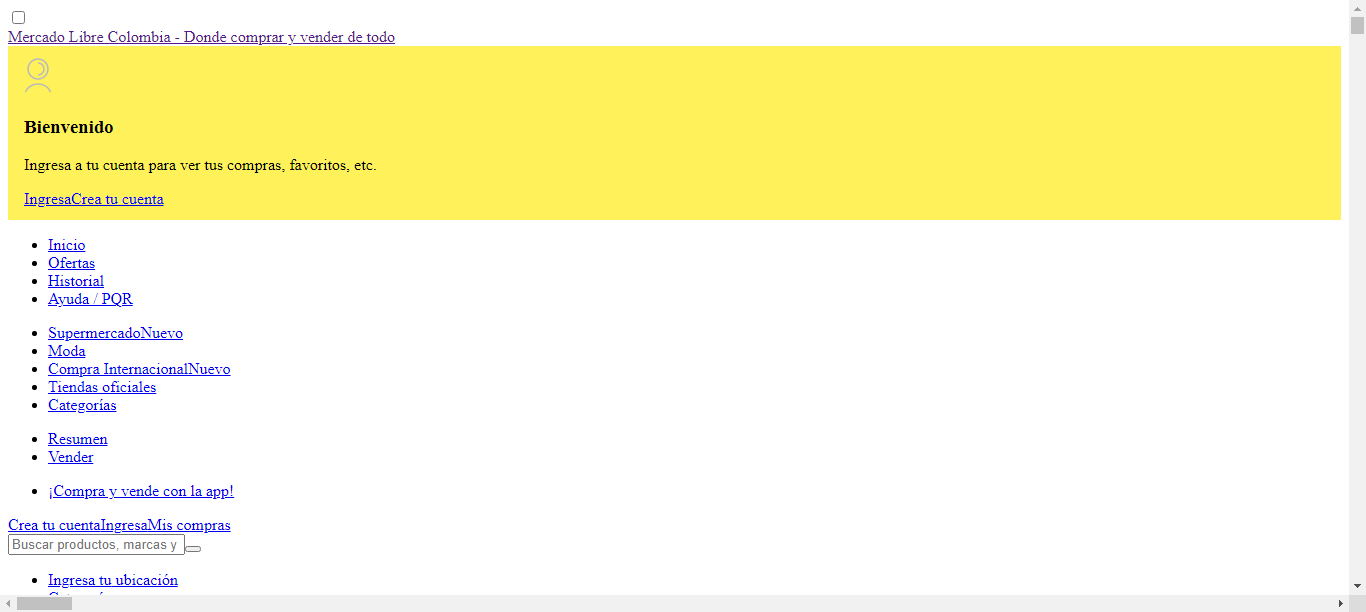 Mercado Libre Colombia - Donde comprar y vender de todo
Bienvenido
Ingresa a tu cuenta para ver tus compras, favoritos, etc.
IngresaCrea tu cuenta
Inicio
Ofertas
Historial
Ayuda / PQR
SupermercadoNuevo
Moda
Compra InternacionalNuevo
Tiendas oficiales
Categorías
Resumen
Vender
¡Compra y vende con la app!
Crea tu cuentaIngresaMis compras
Buscar productos, marcas y
Ingresa tu ubicación